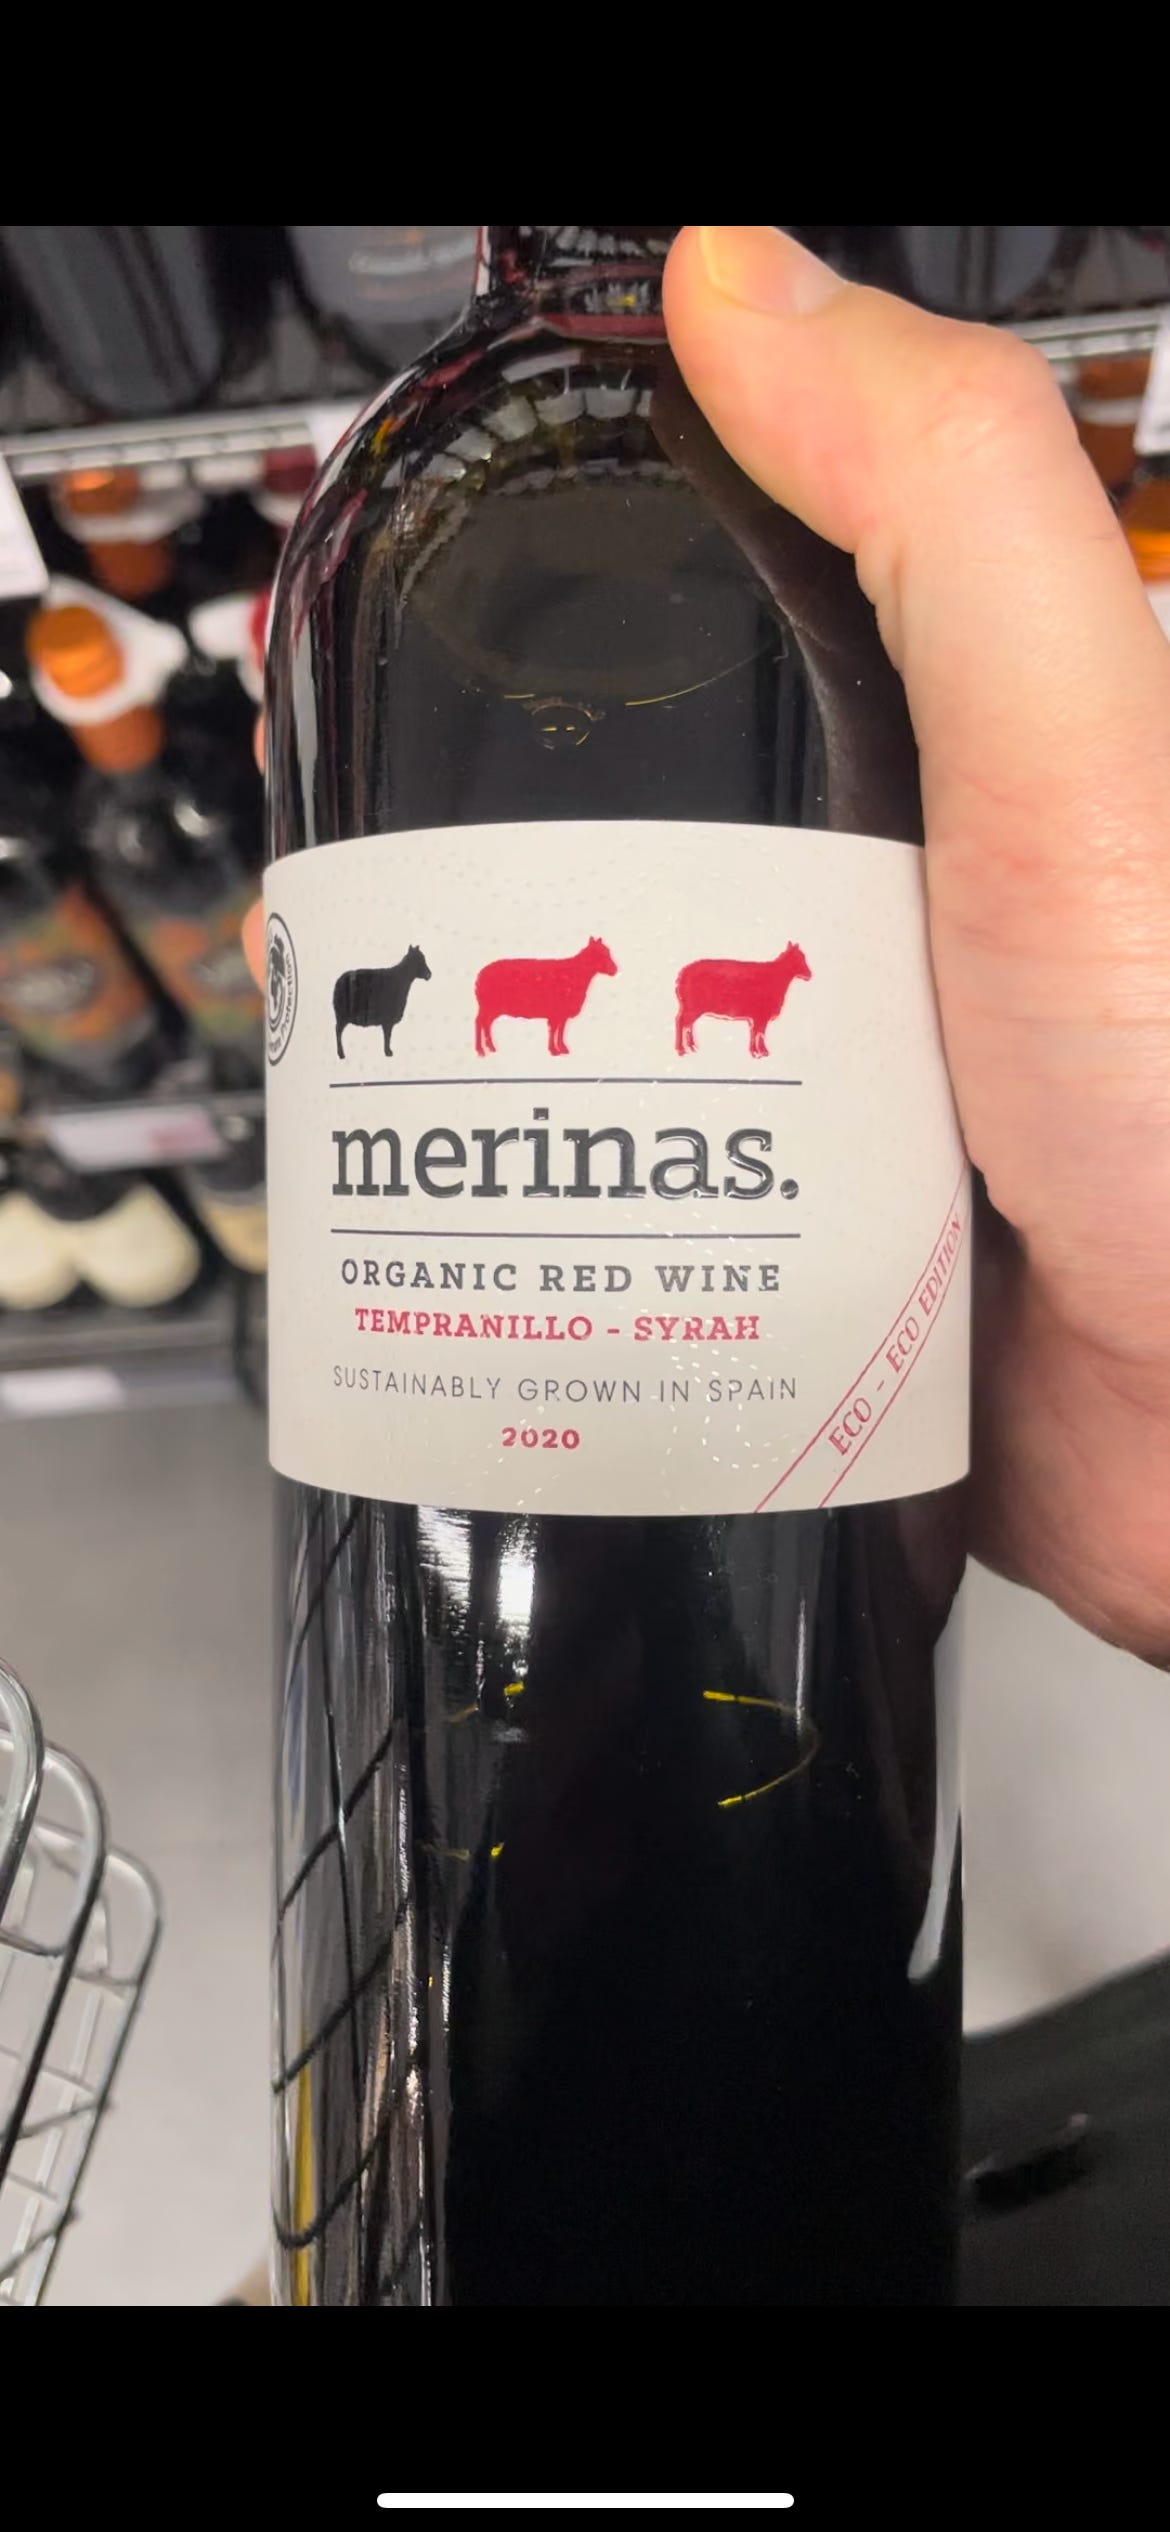 merinas.
ORGANIC RED WINE
TEMPRANILLO - SYRAH
SUSTAINABLY GROWN IN SPAIN
2020
ECO - ECO EDITION